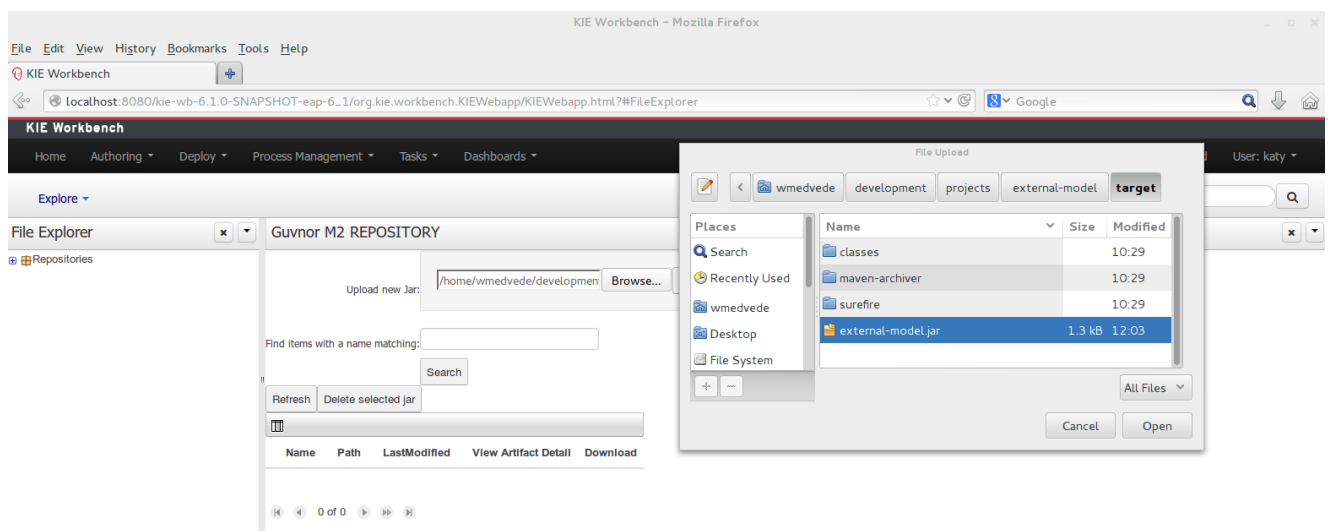 KIE Workbench - Mozilla Firefox
File Edit View History Bookmarks Tools Help
KIE Workbench
localhost:8080/kie-wb-6.1.0-SNAPSHOT-eap-6_1/org.kie.workbench.KIEWebapp/KIEWebapp.html?#FileExplorer
Google
KIE Workbench
Home Authoring Deploy Process Management Tasks Dashboards User: katy
Explore
File Explorer
Repositories
Guvnor M2 REPOSITORY
Upload new Jar: /home/wmedvede/developmen Browse...
Find items with a name matching:
Search
Refresh Delete selected jar
Name Path LastModified View Artifact Detail Download
0 of 0
File Upload
wmedvede development projects external-model target
Places
Search
Recently Used
wmedvede
Desktop
File System
Name Size Modified
classes 10:29
maven-archiver 10:29
surefire 10:29
external-model.jar 1.3 kB 12:03
All Files
Cancel Open